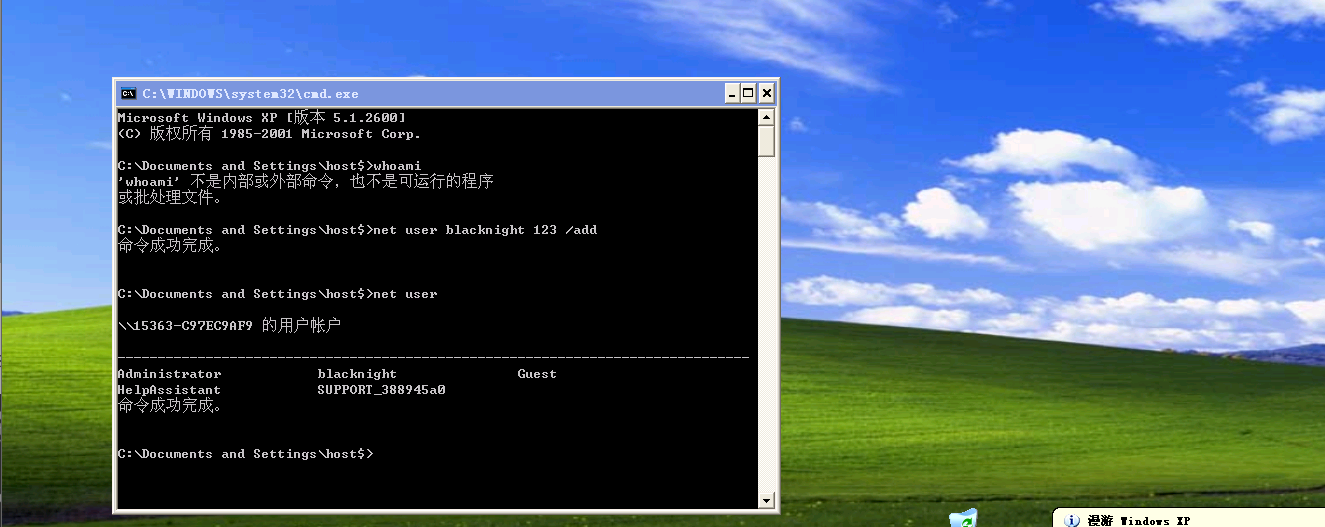 C:\WINDOWS\system32\cmd.exe
Microsoft Windows XP [版本 5.1.2600]
(C) 版权所有 1985-2001 Microsoft Corp.
C:\Documents and Settings\host$>whoami
'whoami' 不是内部或外部命令，也不是可运行的程序
或批处理文件。
C:\Documents and Settings\host$>net user blacknight 123 /add
命令成功完成。
C:\Documents and Settings\host$>net user
\\15363-C97EC9AF9 的用户帐户
-------------------------------------------------------------------------------
Administrator blacknight Guest
HelpAssistant SUPPORT_388945a0
命令成功完成。
C:\Documents and Settings\host$>
漫游 Windows XP